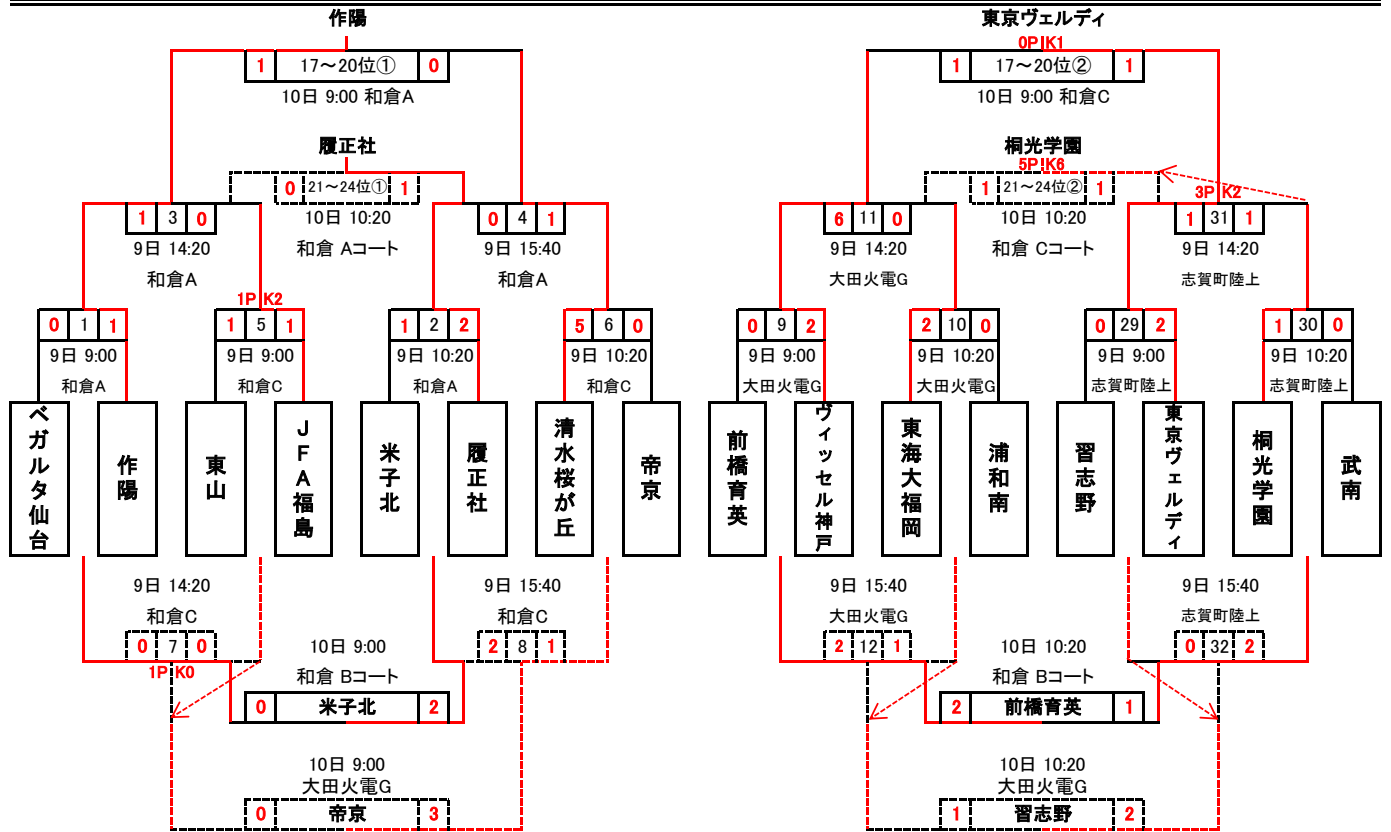 作陽
東京ヴェルディ
0P K1
1 17～20位① 0
1 17～20位② 1
10日 9:00 和倉A
10日 9:00 和倉C
履正社
桐光学園
5P K6
0 21～24位① 1
1 21～24位② 1
3P K2
1 3 0
10日 10:20
0 4 1
6 11 0
10日 10:20
1 31 1
9日 14:20
和倉 Aコート
9日 15:40
9日 14:20
和倉 Cコート
9日 14:20
和倉A
和倉A
大田火電G
志賀町陸上
1P K2
0 1 1
1 5 1
1 2 2
5 6 0
0 9 2
2 10 0
0 29 2
1 30 0
9日 9:00
9日 9:00
9日 10:20
9日 10:20
9日 9:00
9日 10:20
9日 9:00
9日 10:20
和倉A
和倉C
和倉A
和倉C
大田火電G
大田火電G
志賀町陸上
志賀町陸上
ベガルタ仙台
作陽
東山
JFA福島
米子北
履正社
清水桜が丘
帝京
前橋育英
ヴィッセル神戸
東海大福岡
浦和南
習志野
東京ヴェルディ
桐光学園
武南
9日 14:20
9日 15:40
9日 15:40
9日 15:40
和倉C
和倉C
大田火電G
志賀町陸上
0 7 0
10日 9:00
2 8 1
2 12 1
10日 10:20
0 32 2
1P K0
和倉 Bコート
和倉 Bコート
0 米子北 2
2 前橋育英 1
10日 9:00
10日 10:20
大田火電G
大田火電G
0 帝京 3
1 習志野 2